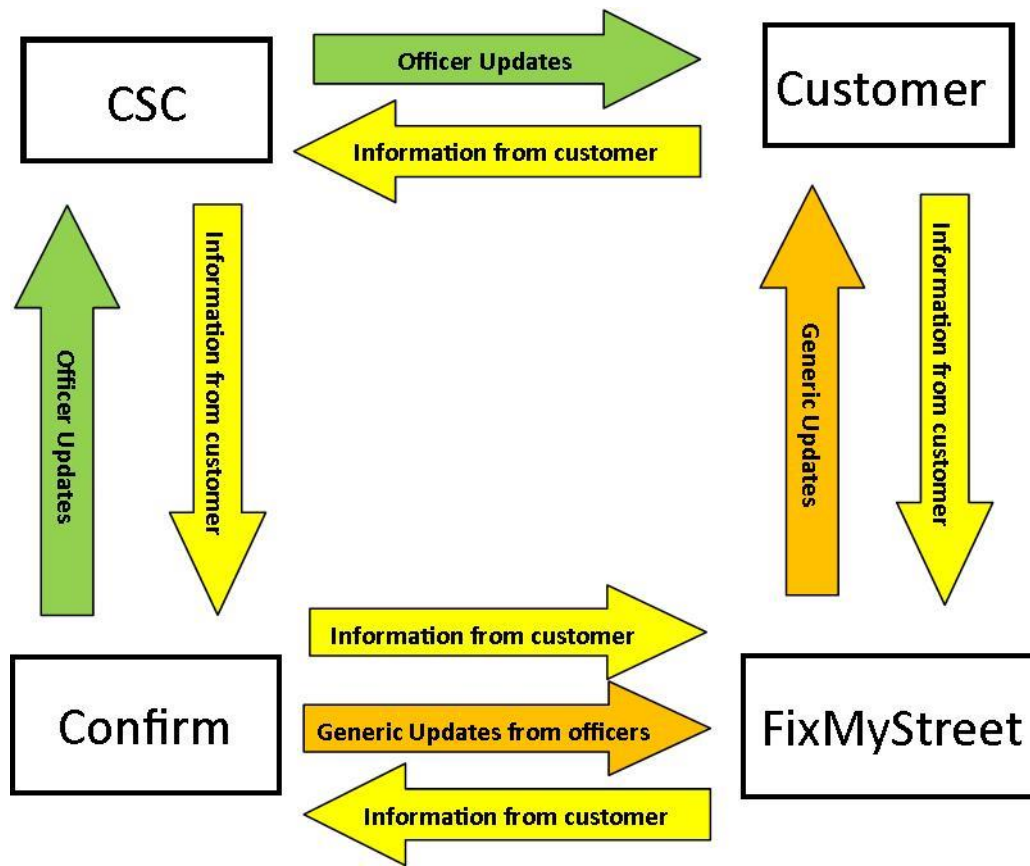 CSC
Officer Updates
Customer
Information from customer
Officer Updates
Information from customer
Generic Updates
Information from customer
Confirm
Information from customer
Generic Updates from officers
Information from customer
FixMyStreet